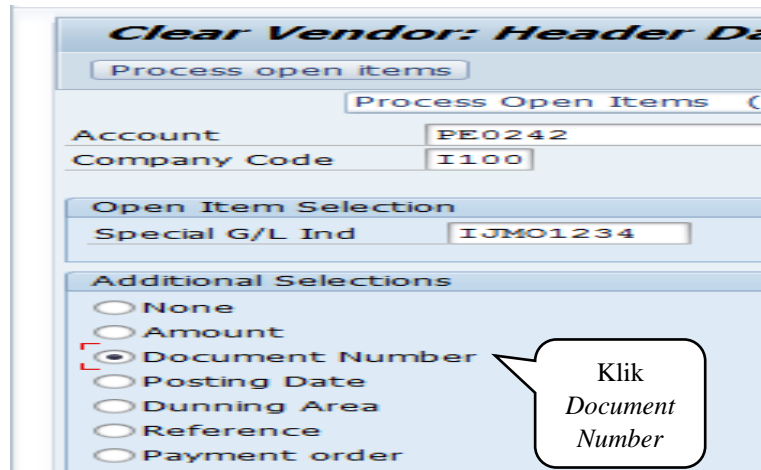 Clear Vendor: Header Da
Process open items
Process Open Items (
Account PE0242
Company Code I100
Open Item Selection
Special G/L Ind IJMO1234
Additional Selections
None
Amount
Document Number
Posting Date
Dunning Area
Reference
Payment order
Klik
Document
Number